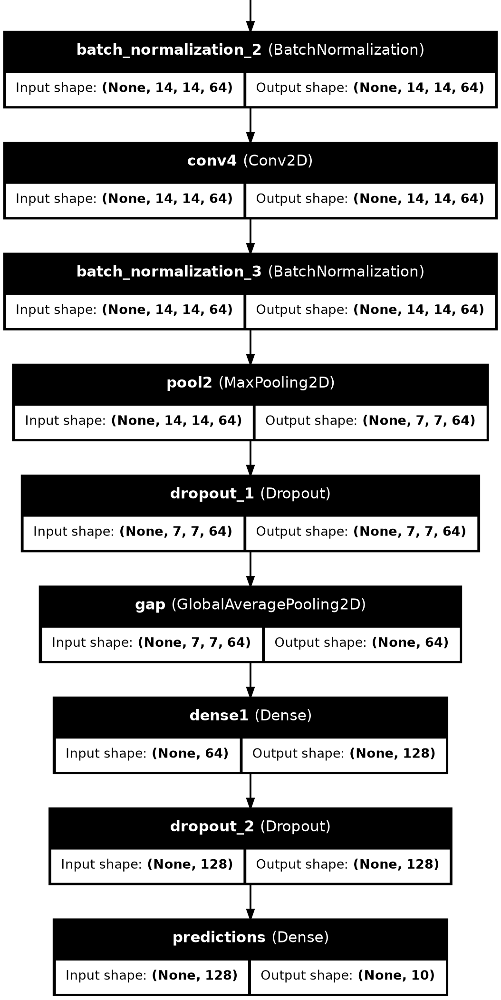 batch_normalization_2 (BatchNormalization)
Input shape: (None, 14, 14, 64) Output shape: (None, 14, 14, 64)
conv4 (Conv2D)
Input shape: (None, 14, 14, 64) Output shape: (None, 14, 14, 64)
batch_normalization_3 (BatchNormalization)
Input shape: (None, 14, 14, 64) Output shape: (None, 14, 14, 64)
pool2 (MaxPooling2D)
Input shape: (None, 14, 14, 64) Output shape: (None, 7, 7, 64)
dropout_1 (Dropout)
Input shape: (None, 7, 7, 64) Output shape: (None, 7, 7, 64)
gap (GlobalAveragePooling2D)
Input shape: (None, 7, 7, 64) Output shape: (None, 64)
dense1 (Dense)
Input shape: (None, 64) Output shape: (None, 128)
dropout_2 (Dropout)
Input shape: (None, 128) Output shape: (None, 128)
predictions (Dense)
Input shape: (None, 128) Output shape: (None, 10)